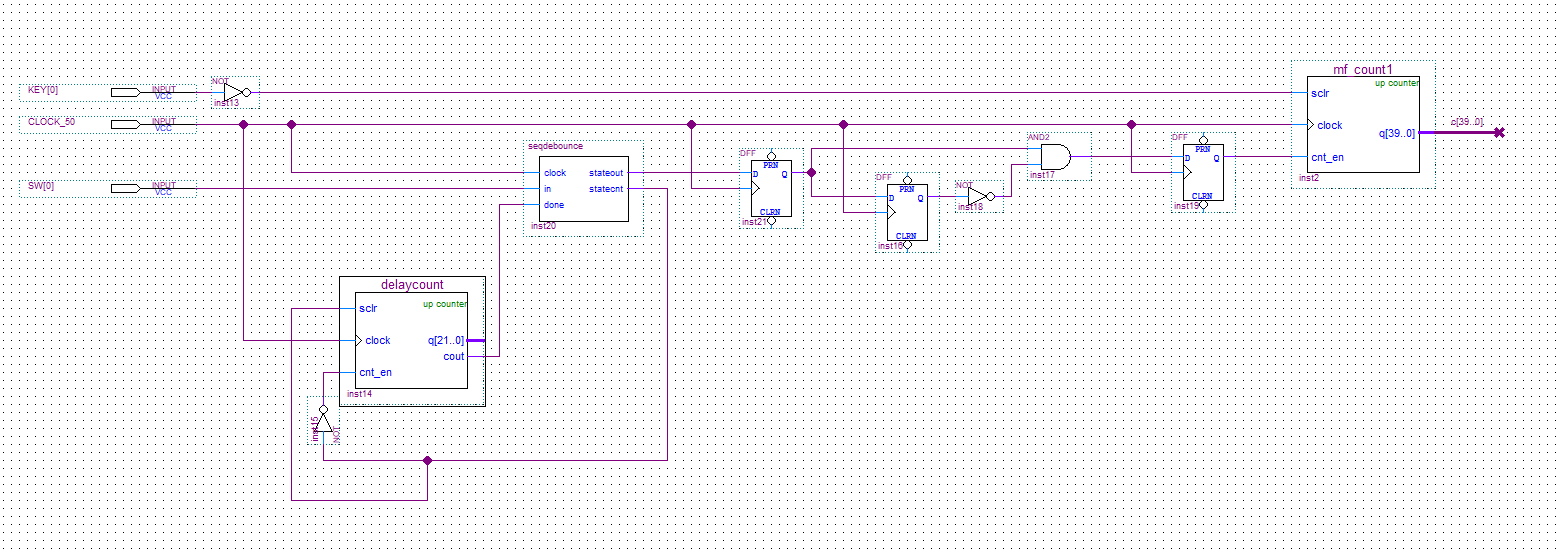 mf_count1
NOT
KEY[0]
INPUT
VCC
inst13
sclr
up counter
CLOCK_50
INPUT
VCC
clock
q[39..0]
c[39..0]
cnt_en
inst2
seqdebounce
clock
stateout
in
statecnt
done
inst20
SW[0]
INPUT
VCC
DFF
PRN
D
Q
CLRN
inst21
DFF
PRN
D
Q
CLRN
inst16
NOT
inst18
AND2
inst17
DFF
PRN
D
Q
CLRN
inst19
delaycount
sclr
up counter
clock
q[21..0]
cout
cnt_en
inst14
inst15
NOT